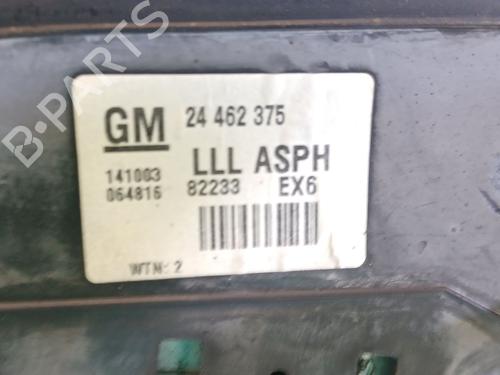 B-PARTS
GM 24 462 375
141003 LLL ASPH
064816 82233 EX6
WTN: 2